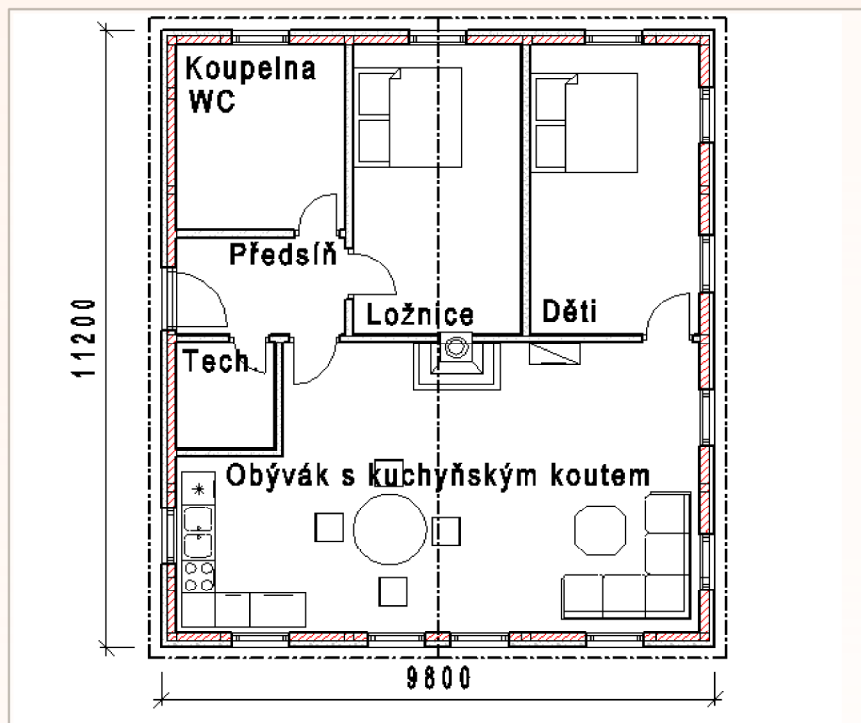 Koupelna
WC
Předsíň
Ložnice
Děti
Tech.
Obývák s kuchyňským koutem
11200
9800